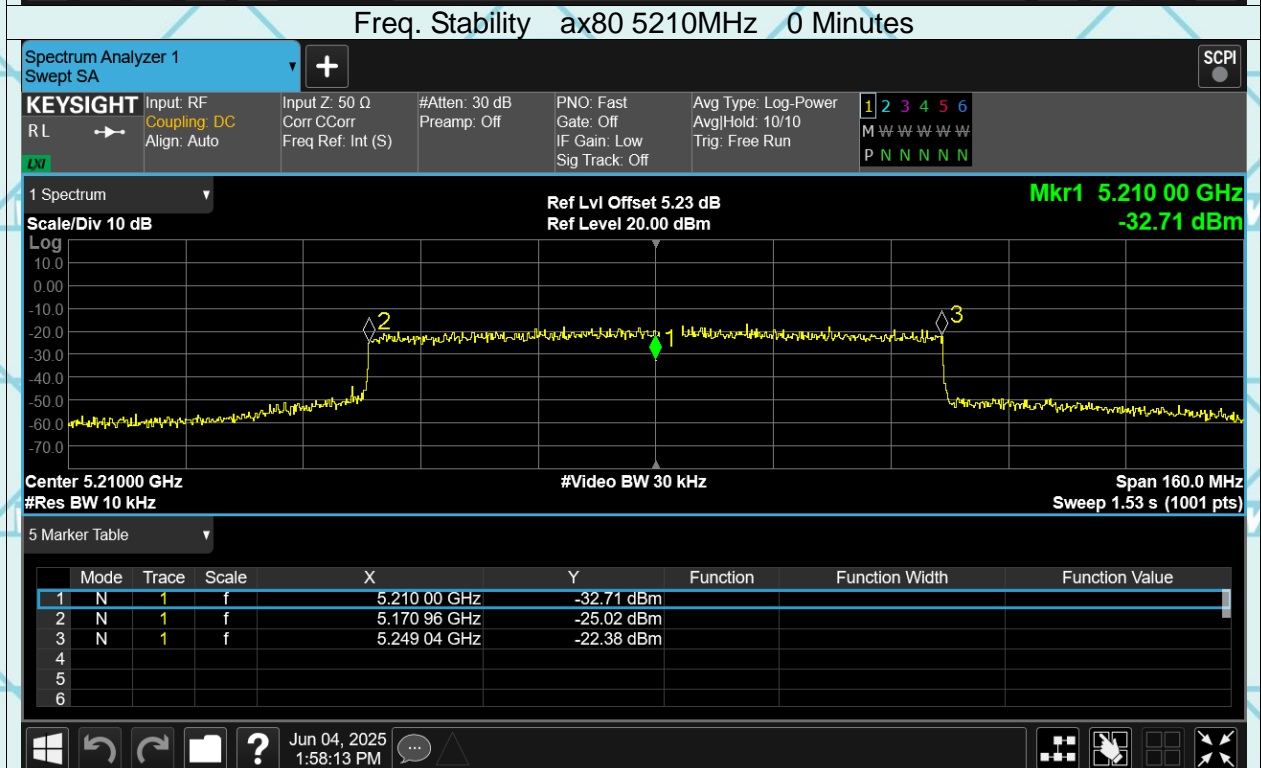 Freq. Stability ax80 5210MHz 0 Minutes
Spectrum Analyzer 1
Swept SA
+
SCPI
KEYSIGHT Input: RF Input Z: 50 Ω #Atten: 30 dB PNO: Fast Avg Type: Log-Power 1 2 3 4 5 6
R L Coupling: DC Corr CCorr Preamp: Off Gate: Off Avg|Hold: 10/10 M W W W W W
Align: Auto Freq Ref: Int (S) IF Gain: Low Trig: Free Run P N N N N N
LXI Sig Track: Off
1 Spectrum
Ref Lvl Offset 5.23 dB Mkr1 5.210 00 GHz
Scale/Div 10 dB Ref Level 20.00 dBm -32.71 dBm
Log
10.0
0.00
-10.0
-20.0
-30.0
-40.0
-50.0
-60.0
-70.0
2
1
3
Center 5.21000 GHz #Video BW 30 kHz Span 160.0 MHz
#Res BW 10 kHz Sweep 1.53 s (1001 pts)
5 Marker Table
Mode Trace Scale X Y Function Function Width Function Value
1 N 1 f 5.210 00 GHz -32.71 dBm
2 N 1 f 5.170 96 GHz -25.02 dBm
3 N 1 f 5.249 04 GHz -22.38 dBm
4
5
6
? Jun 04, 2025
1:58:13 PM